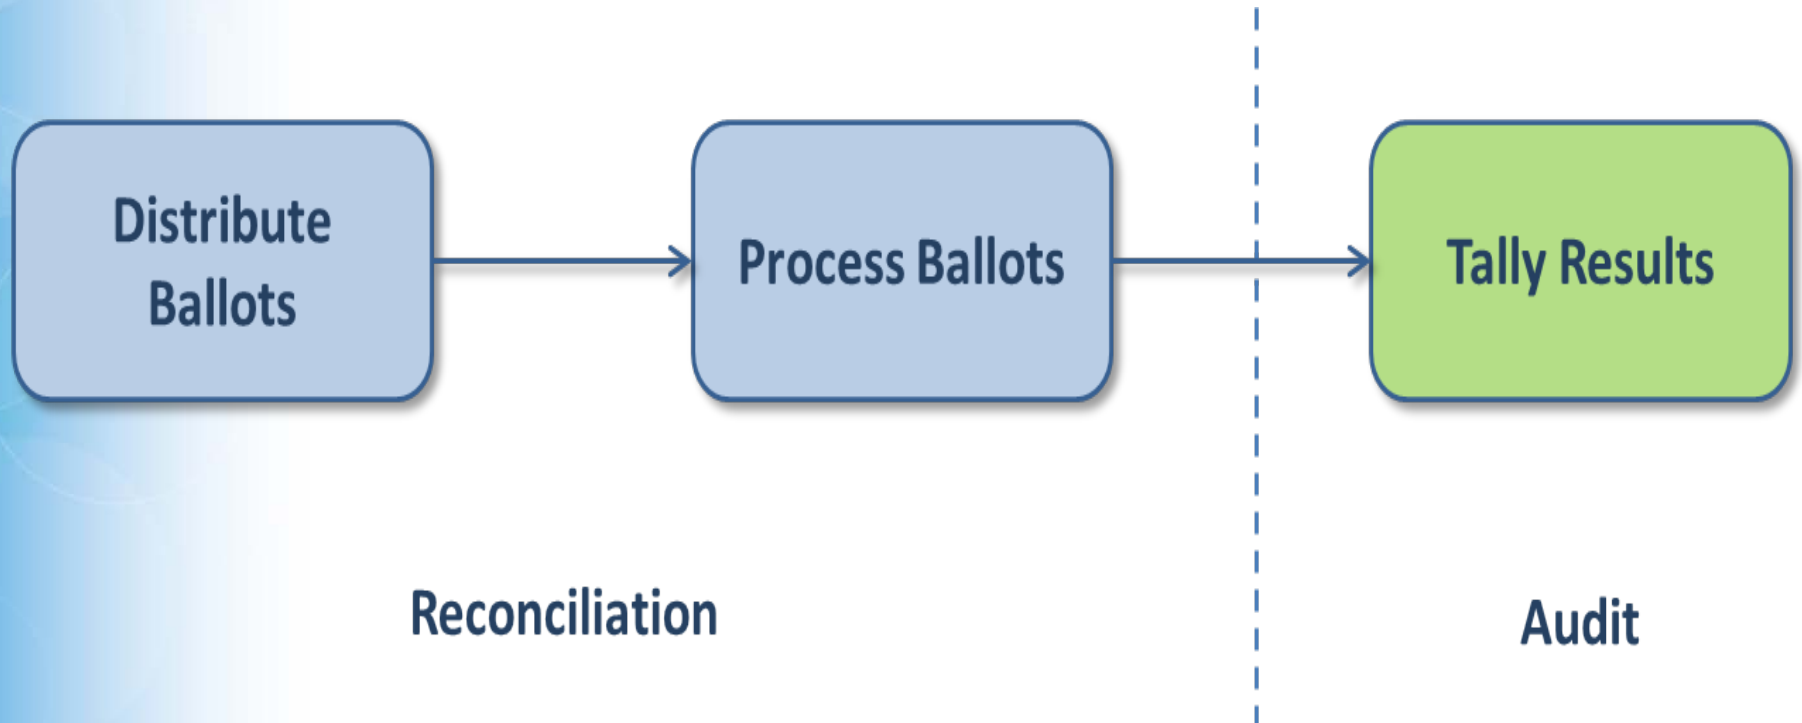 Distribute
Ballots
Process Ballots
Tally Results
Reconciliation
Audit